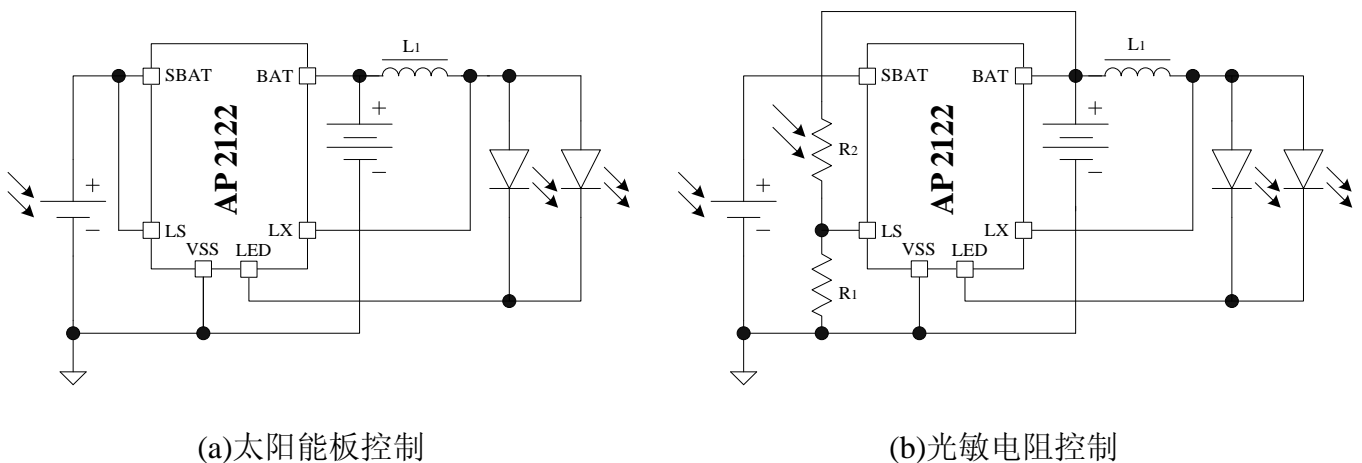 L1
SBAT
BAT
AP 2122
+
−
+
−
LS
LX
VSS
LED
(a)太阳能板控制
L1
SBAT
BAT
AP 2122
R2
+
−
+
−
LS
LX
VSS
LED
R1
(b)光敏电阻控制